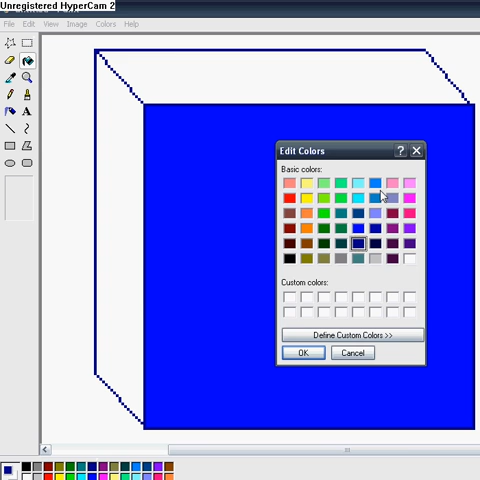 Unregistered HyperCam 2
File Edit View Image Colors Help
Edit Colors
Basic colors:
Custom colors:
Define Custom Colors >>
OK Cancel